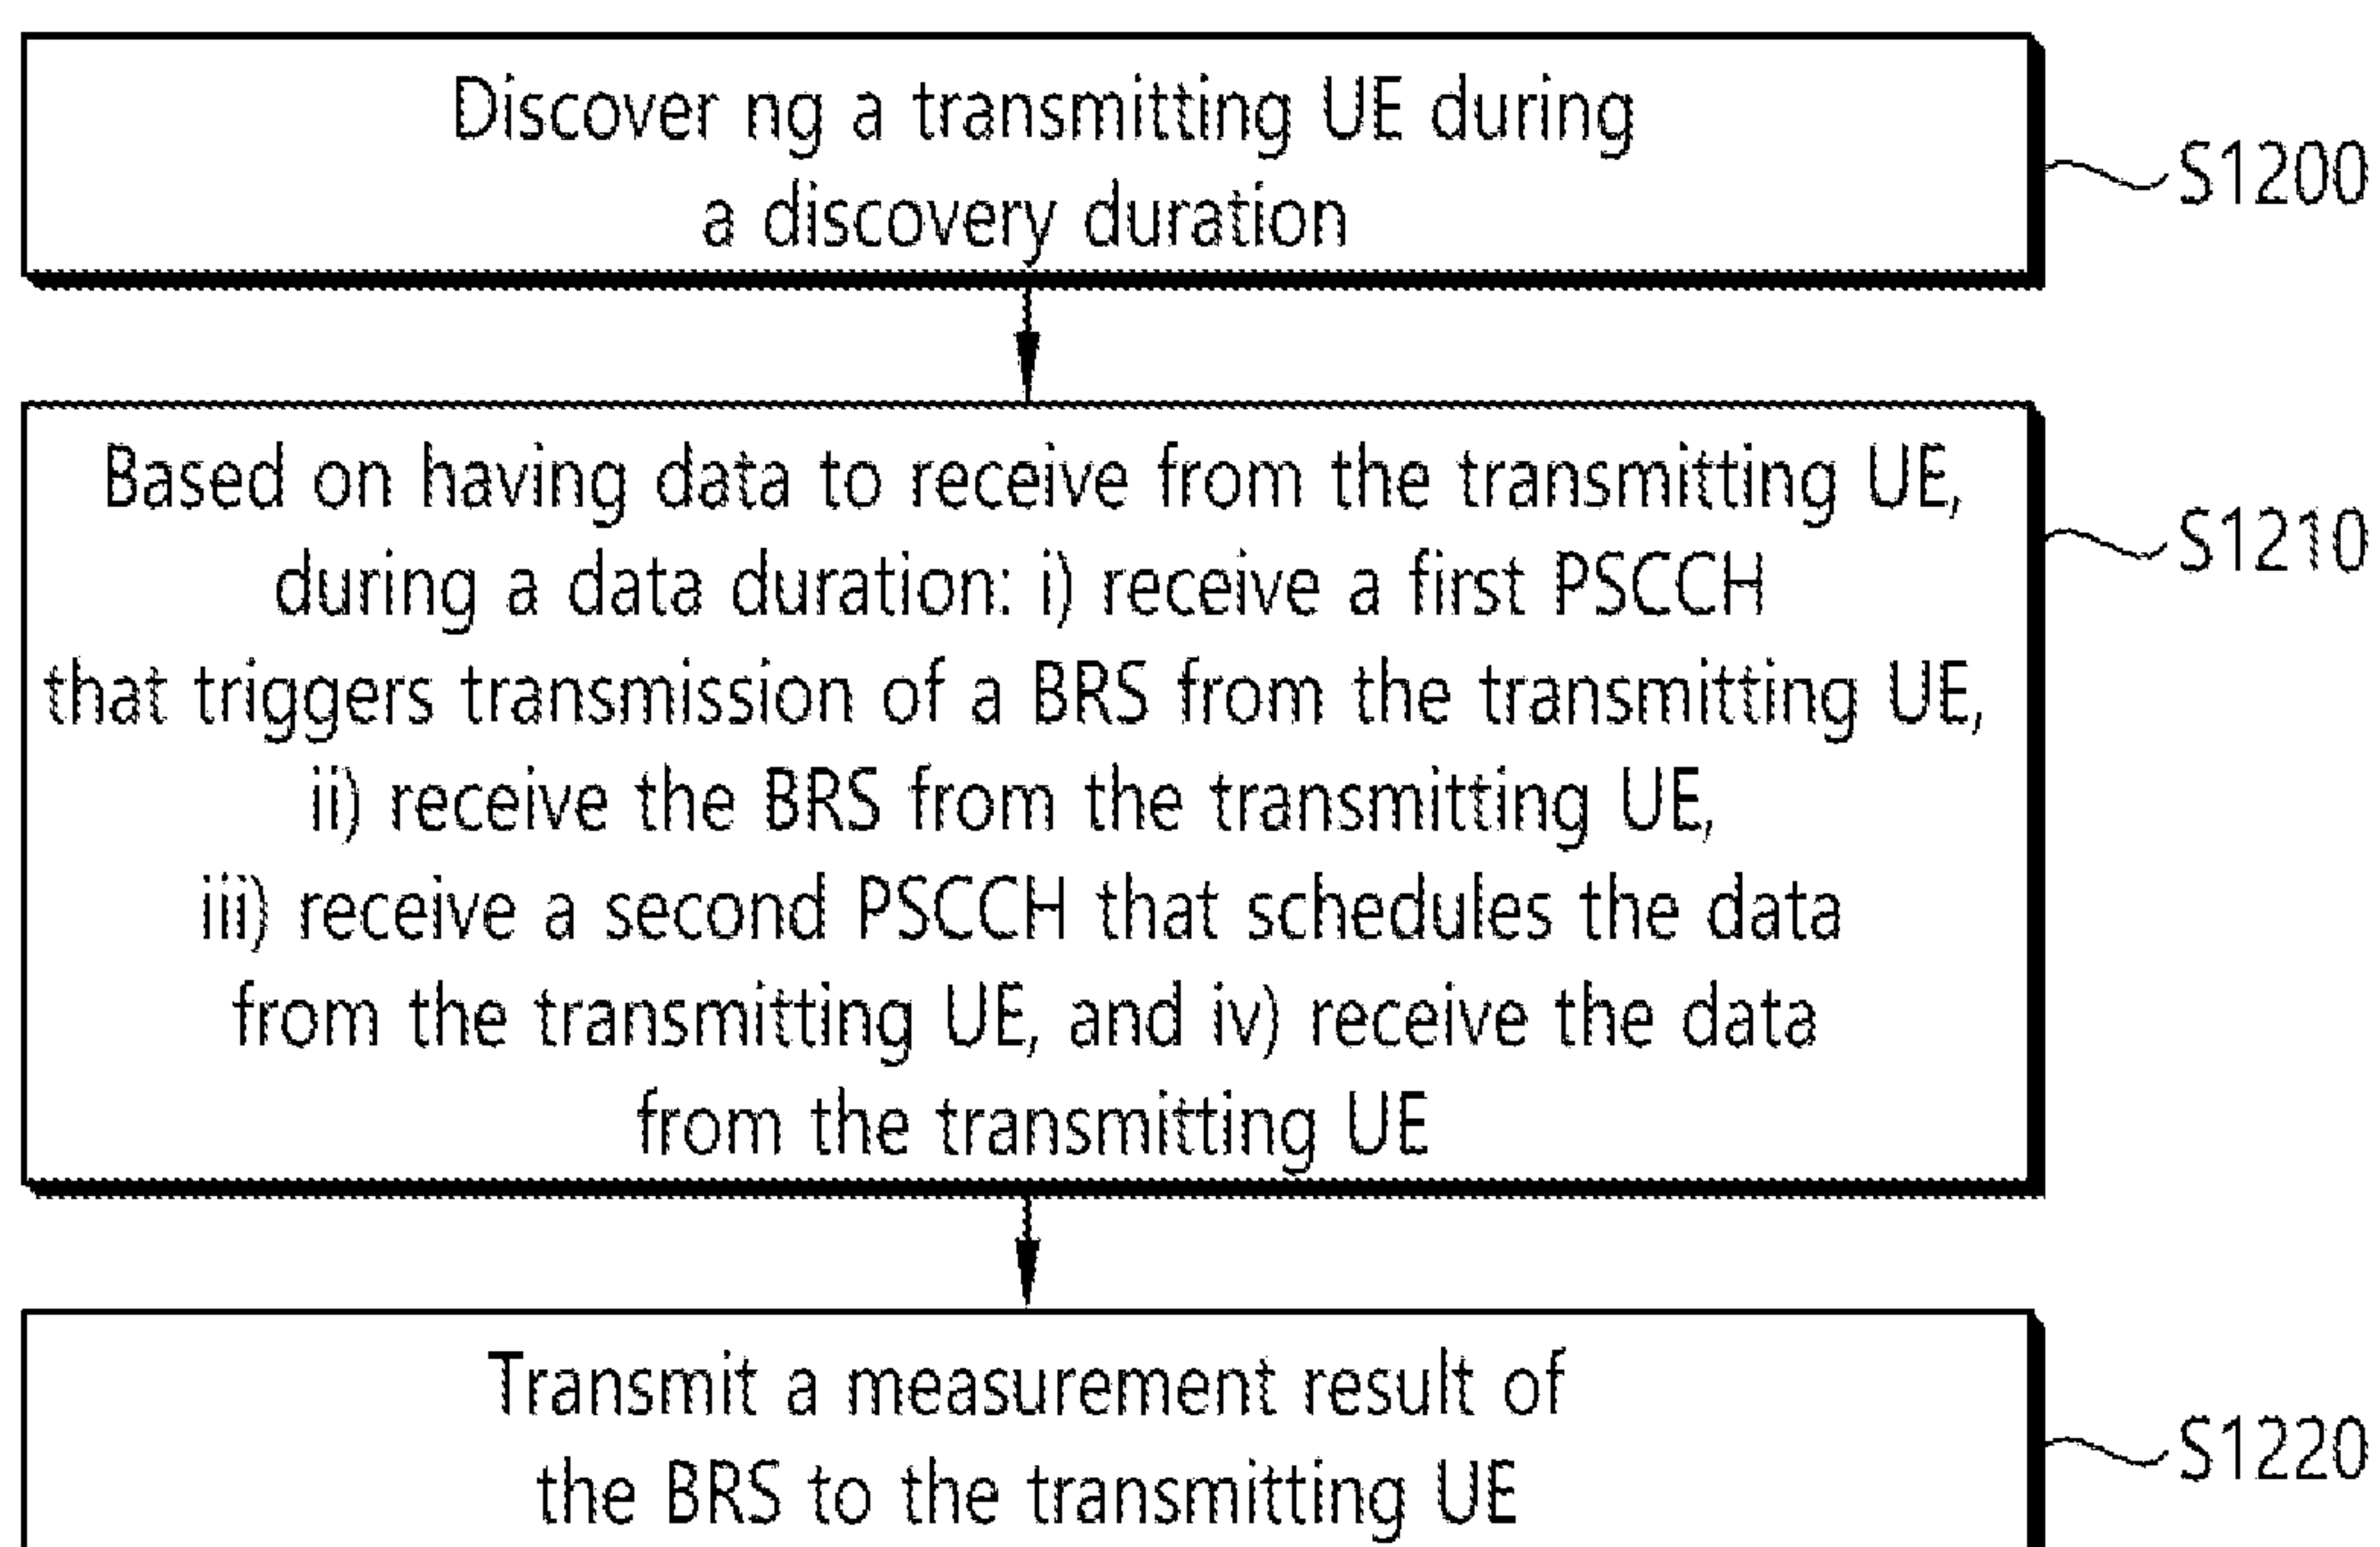 Discover ng a transmitting UE during
a discovery duration
S1200
Based on having data to receive from the transmitting UE,
during a data duration: i) receive a first PSCCH
that triggers transmission of a BRS from the transmitting UE,
ii) receive the BRS from the transmitting UE,
iii) receive a second PSCCH that schedules the data
from the transmitting UE, and iv) receive the data
from the transmitting UE
S1210
Transmit a measurement result of
the BRS to the transmitting UE
S1220